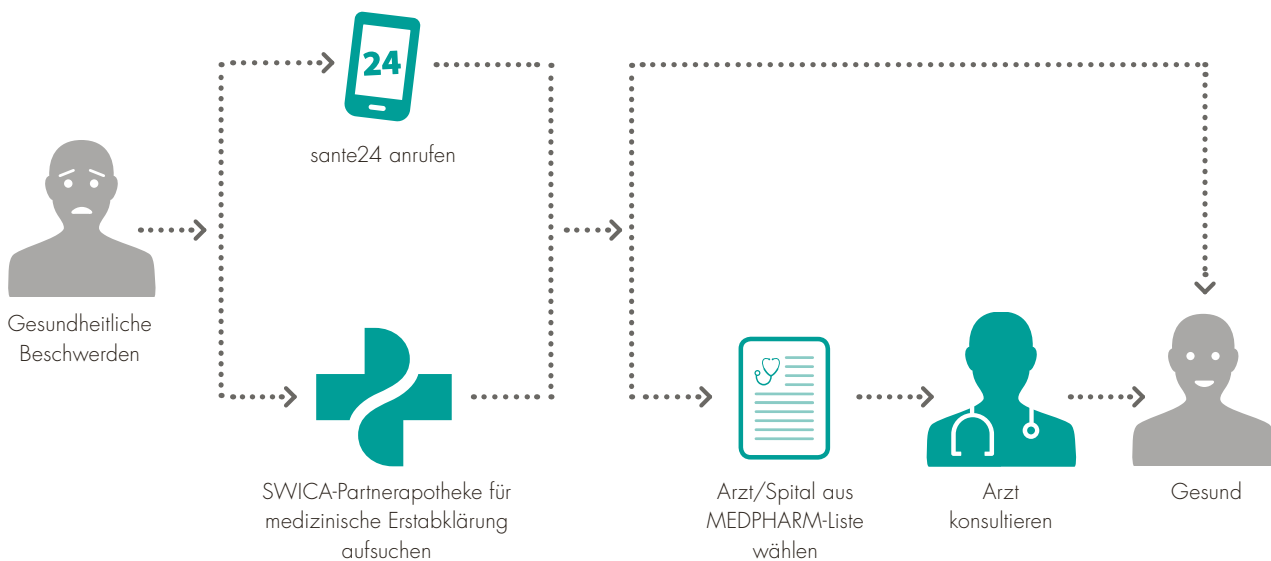 24
sante24 anrufen
Gesundheitliche
Beschwerden
SWICA-Partnerapotheke für
medizinische Erstabklärung
aufsuchen
Arzt/Spital aus
MEDPHARM-Liste
wählen
Arzt
konsultieren
Gesund